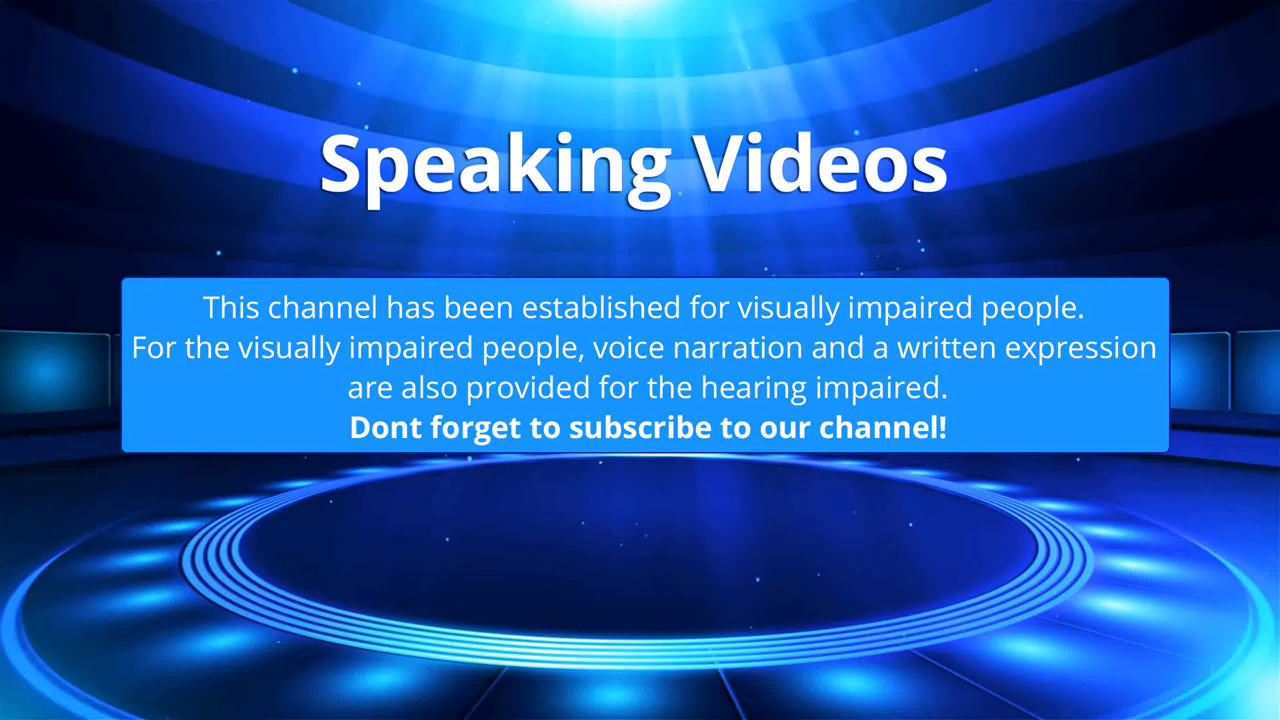 Speaking Videos
This channel has been established for visually impaired people.
For the visually impaired people, voice narration and a written expression
are also provided for the hearing impaired.
Dont forget to subscribe to our channel!